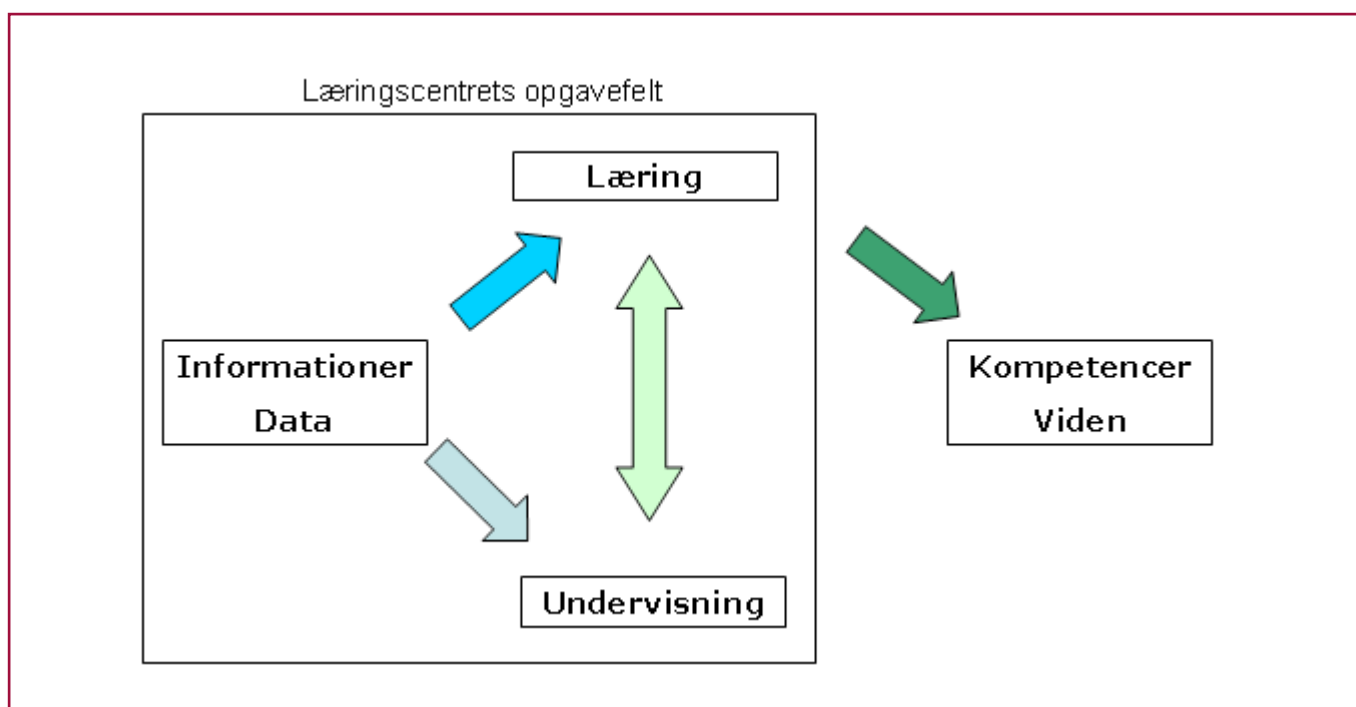 Læringscentrets opgavefelt
Læring
Informationer
Data
Kompetencer
Viden
Undervisning